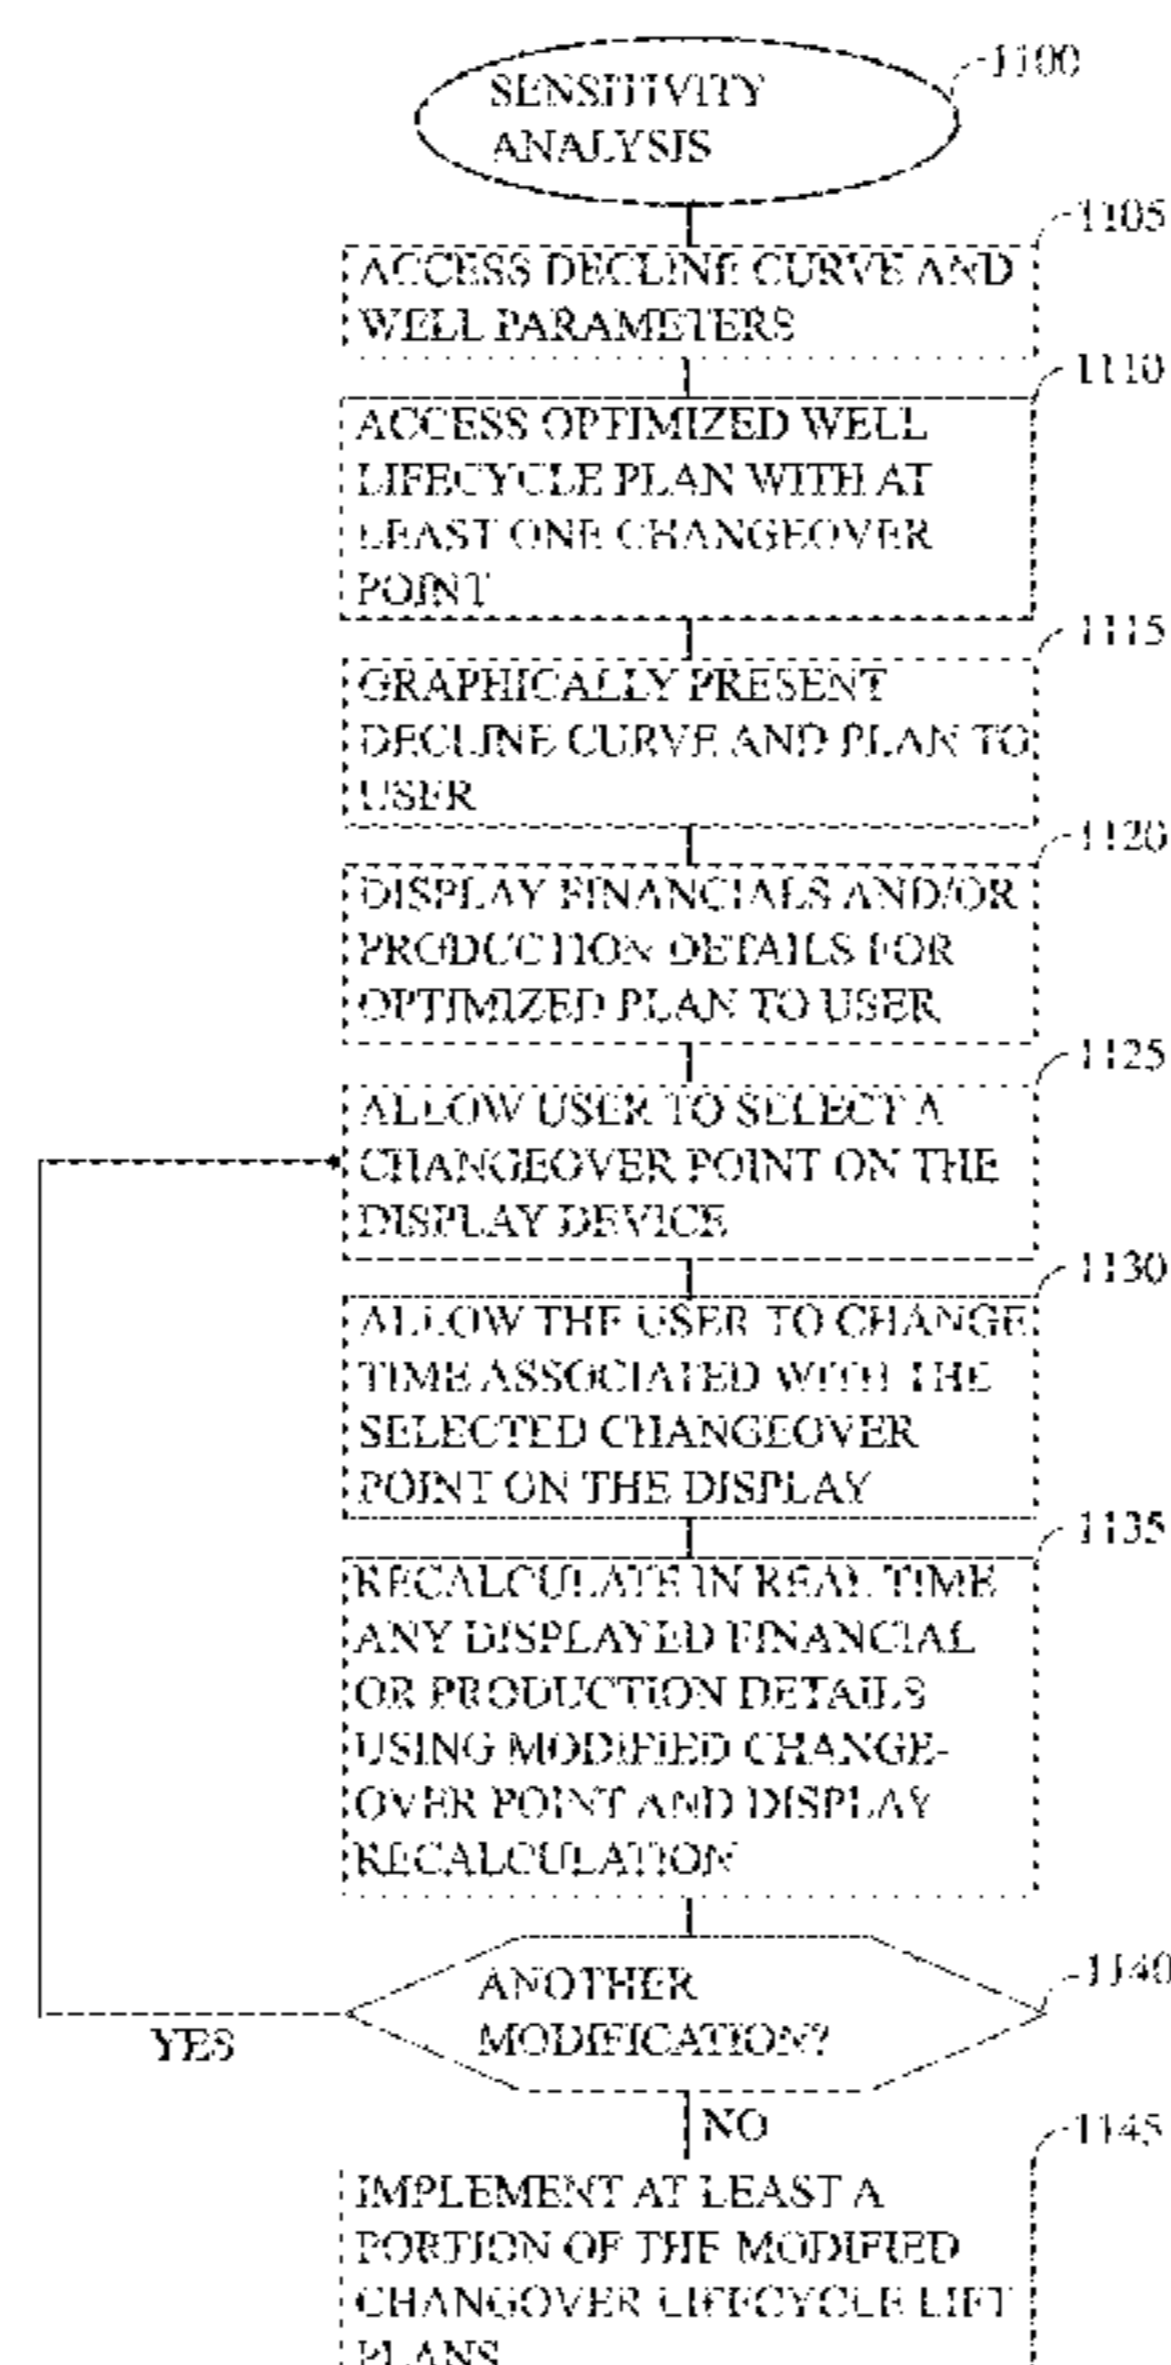 1100
SENSITIVITY
ANALYSIS
1105
ACCESS DECLINE CURVE AND
WELL PARAMETERS
1110
ACCESS OPTIMIZED WELL
LIFECYCLE PLAN WITH AT
LEAST ONE CHANGEOVER
POINT
1115
GRAPHICALLY PRESENT
DECLINE CURVE AND PLAN TO
USER
1120
DISPLAY FINANCIALS AND/OR
PRODUCTION DETAILS FOR
OPTIMIZED PLAN TO USER
1125
ALLOW USER TO SELECT A
CHANGEOVER POINT ON THE
DISPLAY DEVICE
1130
ALLOW THE USER TO CHANGE
TIME ASSOCIATED WITH THE
SELECTED CHANGEOVER
POINT ON THE DISPLAY
1135
RECALCULATE IN REAL TIME
ANY DISPLAYED FINANCIAL
OR PRODUCTION DETAILS
USING MODIFIED CHANGE-
OVER POINT AND DISPLAY
RECALCULATION
1140
ANOTHER
MODIFICATION?
YES
NO
1145
IMPLEMENT AT LEAST A
PORTION OF THE MODIFIED
CHANGOVER LIFECYCLE LIFT
PLANS